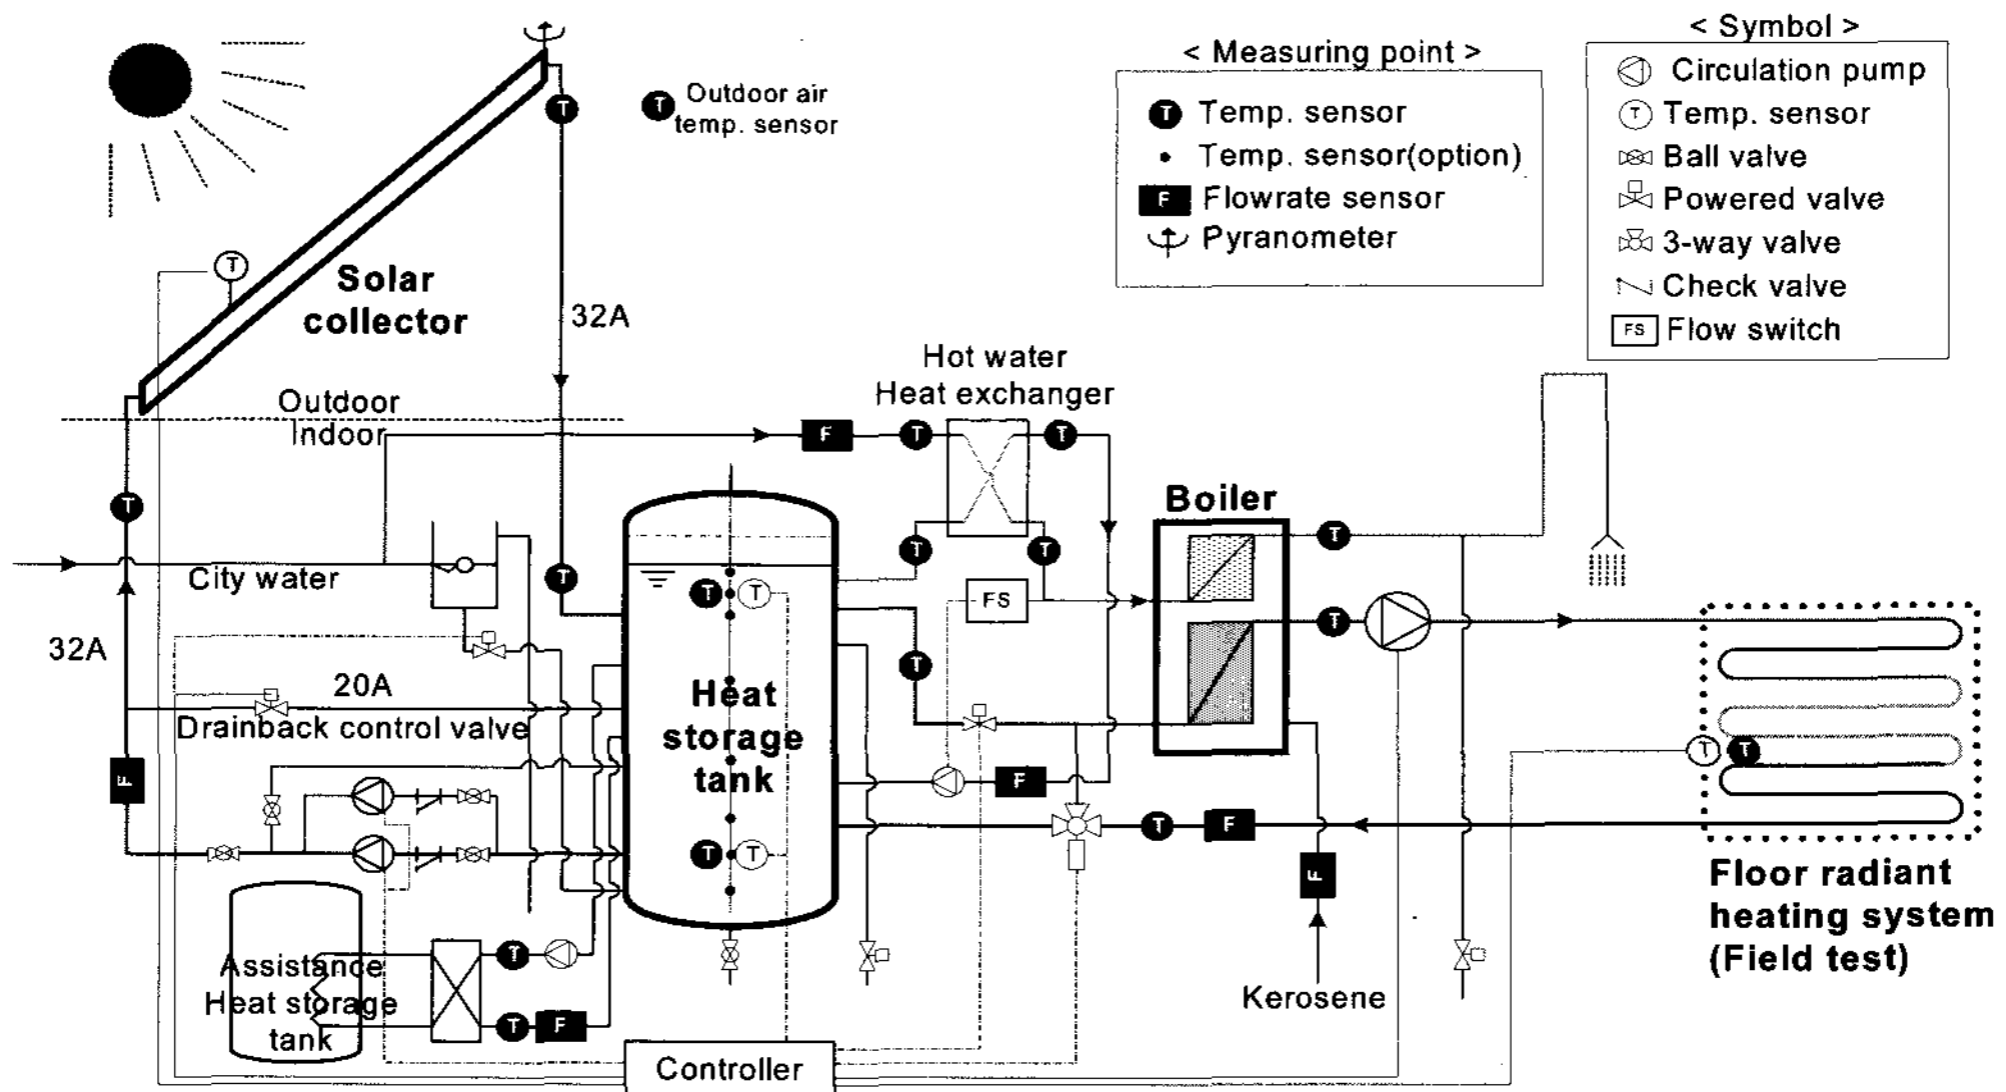 < Measuring point >
T Temp. sensor
Temp. sensor(option)
F Flowrate sensor
Pyranometer
< Symbol >
Circulation pump
T Temp. sensor
Ball valve
Powered valve
3-way valve
Check valve
FS Flow switch
T
T Outdoor air
temp. sensor
T
Solar
collector
32A
Outdoor
Indoor
Hot water
Heat exchanger
F
T
T
T
City water
T
T
T
FS
Boiler
T
T
T
T
T
32A
20A
Drainback control valve
Heat
storage
tank
F
F
T
T
T
T
T
F
F
Floor radiant
heating system
(Field test)
Kerosene
Assistance
Heat storage
tank
T
T
F
Controller